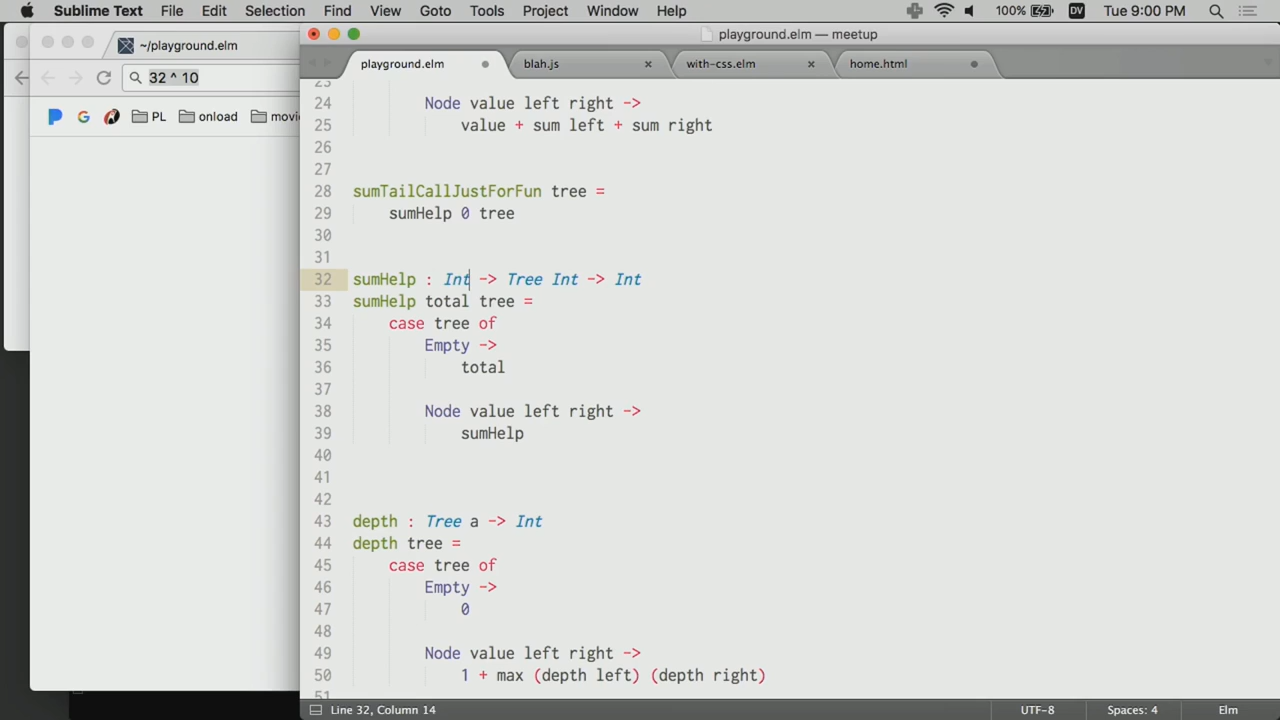 Sublime Text File Edit Selection Find View Goto Tools Project Window Help 100% DV Tue 9:00 PM
playground.elm — meetup
~/playground.elm
playground.elm blah.js with-css.elm home.html
32 ^ 10
PL onload movi
23
24 Node value left right ->
25 value + sum left + sum right
26
27
28 sumTailCallJustForFun tree =
29 sumHelp 0 tree
30
31
32 sumHelp : Int -> Tree Int -> Int
33 sumHelp total tree =
34 case tree of
35 Empty ->
36 total
37
38 Node value left right ->
39 sumHelp
40
41
42
43 depth : Tree a -> Int
44 depth tree =
45 case tree of
46 Empty ->
47 0
48
49 Node value left right ->
50 1 + max (depth left) (depth right)
51
Line 32, Column 14 UTF-8 Spaces: 4 Elm